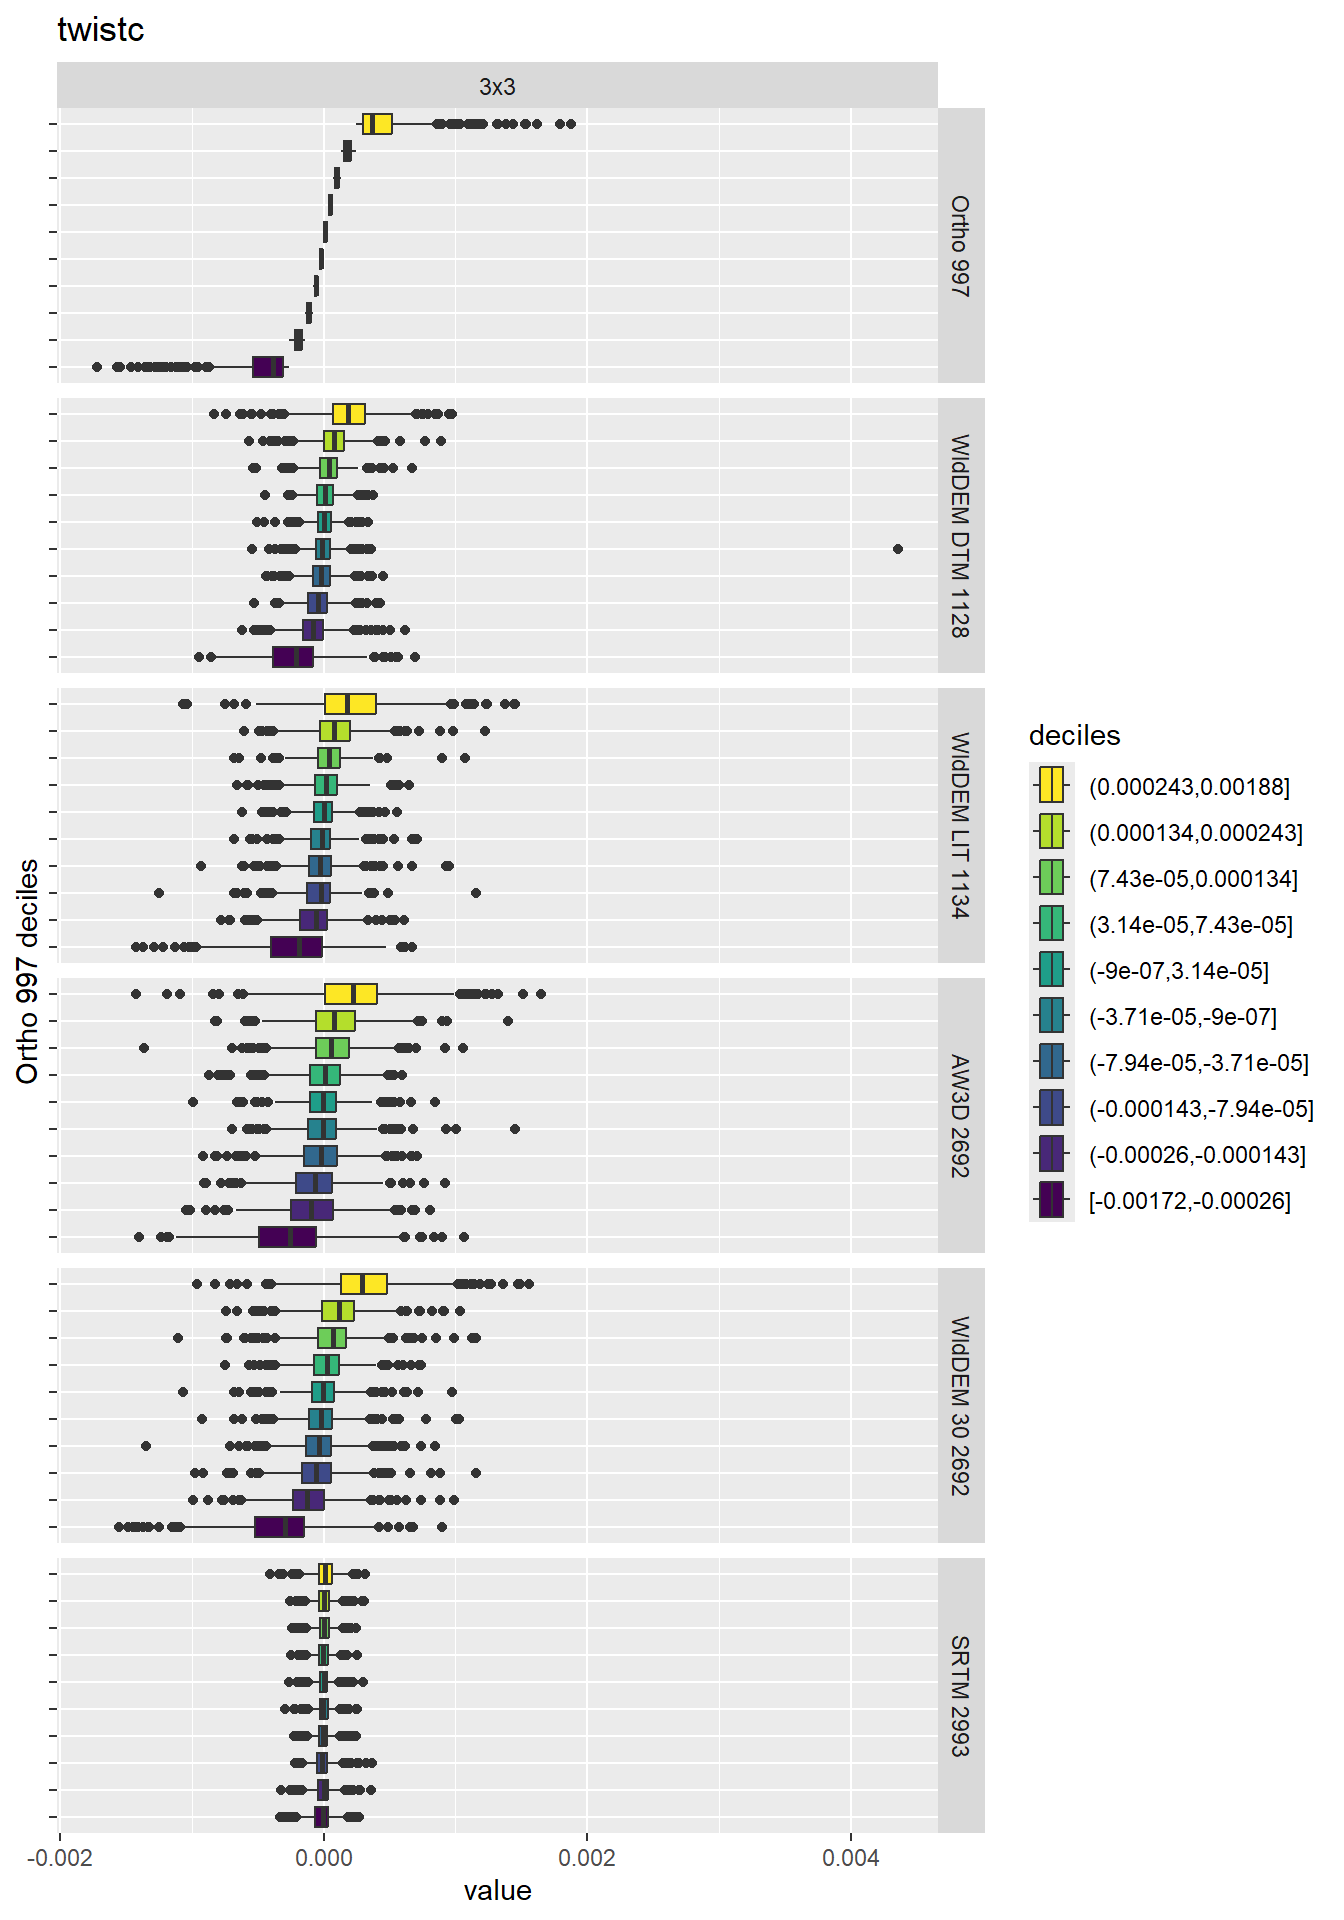 twistc
3x3
Ortho 997
WldDEM DTM 1128
WldDEM LIT 1134
AW3D 2692
WldDEM 30 2692
SRTM 2993
Ortho 997 deciles
-0.002 0.000 0.002 0.004
value
deciles
(0.000243,0.00188]
(0.000134,0.000243]
(7.43e-05,0.000134]
(3.14e-05,7.43e-05]
(-9e-07,3.14e-05]
(-3.71e-05,-9e-07]
(-7.94e-05,-3.71e-05]
(-0.000143,-7.94e-05]
(-0.00026,-0.000143]
[-0.00172,-0.00026]